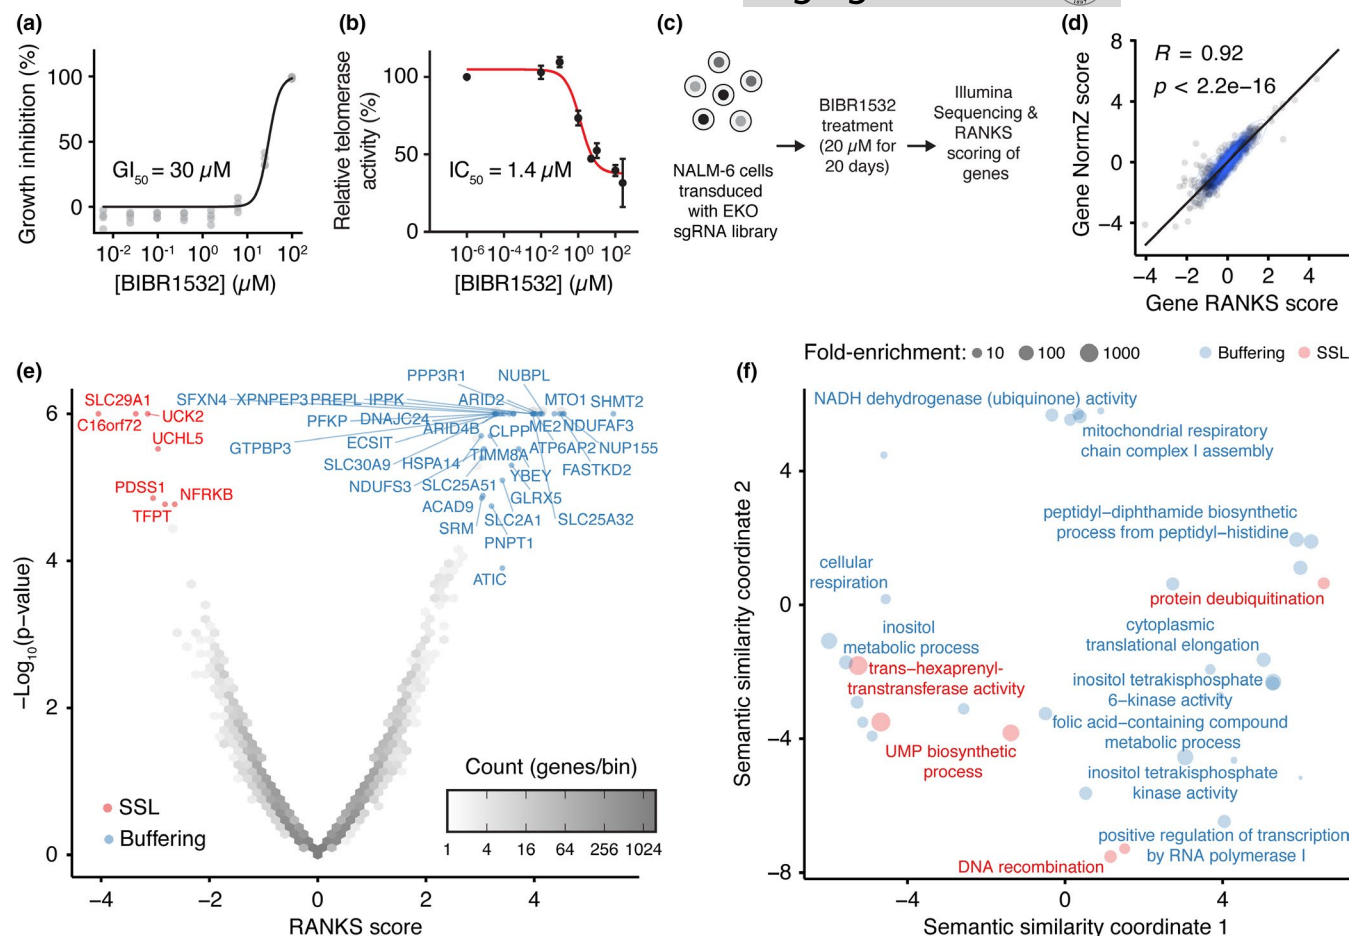 (a)
Growth inhibition (%)
100
50
0
GI50 = 30 µM
10-2 10-1 100 101 102
[BIBR1532] (µM)
(b)
Relative telomerase
activity (%)
100
50
0
IC50 = 1.4 µM
10-6 10-4 10-2 100 102
[BIBR1532] (µM)
(c)
NALM-6 cells
transduced
with EKO
sgRNA library
BIBR1532
treatment
(20 µM for
20 days)
Illumina
Sequencing &
RANKS
scoring of
genes
(d)
Gene NormZ score
8
4
0
−4
R = 0.92
p < 2.2e−16
−4 −2 0 2 4
Gene RANKS score
(e)
−Log10(p−value)
6
4
2
0
SLC29A1
C16orf72
UCK2
UCHL5
PDSS1
NFRKB
TFPT
PPP3R1
NUBPL
SFXN4
XPNPEP3
PREPL
IPPK
ARID2
MTO1
SHMT2
PFKP
DNAJC24
ARID4B
CLPP
ME2
NDUFAF3
GTPBP3
ECSIT
ATP6AP2
NUP155
SLC30A9
HSPA14
TIMM8A
FASTKD2
NDUFS3
SLC25A51
YBEY
GLRX5
ACAD9
SRM
SLC2A1
SLC25A32
PNPT1
ATIC
SSL
Buffering
Count (genes/bin)
1 4 16 64 256 1024
−4 −2 0 2 4
RANKS score
Fold-enrichment: 10 100 1000 Buffering SSL
(f)
Semantic similarity coordinate 2
4
0
−4
−8
NADH dehydrogenase (ubiquinone) activity
mitochondrial respiratory
chain complex I assembly
peptidyl−diphthamide biosynthetic
process from peptidyl−histidine
cellular
respiration
protein deubiquitination
inositol
metabolic process
cytoplasmic
translational elongation
trans−hexaprenyl-
transtransferase activity
inositol tetrakisphosphate
6−kinase activity
folic acid−containing compound
metabolic process
UMP biosynthetic
process
inositol tetrakisphosphate
kinase activity
positive regulation of transcription
by RNA polymerase I
DNA recombination
−4 0 4
Semantic similarity coordinate 1